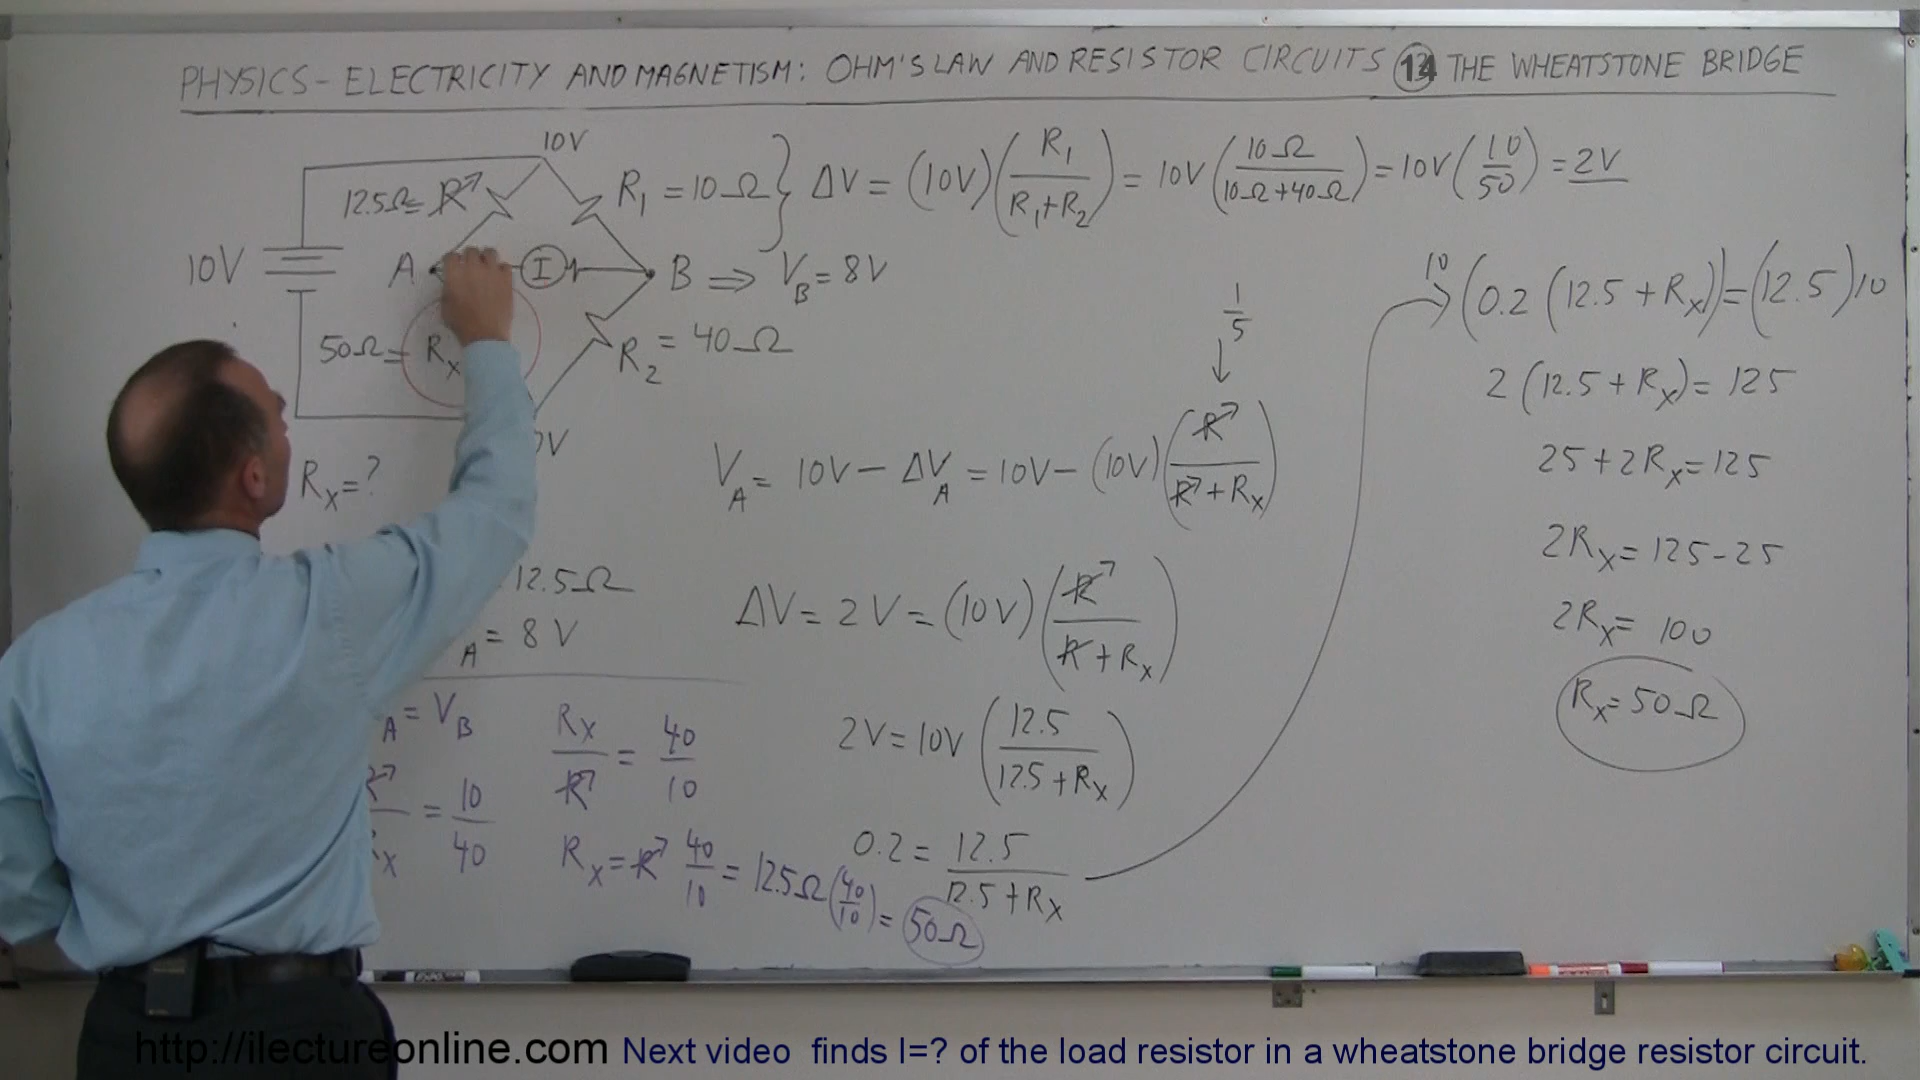 PHYSICS - ELECTRICITY AND MAGNETISM: OHM'S LAW AND RESISTOR CIRCUITS 14 THE WHEATSTONE BRIDGE
10V
12.5Ω = R↗
R₁ = 10Ω } ΔV = (10V)(R₁/(R₁+R₂)) = 10V(10Ω/(10Ω+40Ω)) = 10V(10/50) = 2V
10V
A
I
B ⇒ V_B = 8V
50Ω = Rₓ
R₂ = 40Ω
0V
Rₓ = ?
12.5Ω
A = 8V
A = V_B
R↗/X = 10/40
Rₓ/R↗ = 40/10
Rₓ = R↗ 40/10 = 12.5Ω(40/10) = 50Ω
1/5
↓
V_A = 10V − ΔV_A = 10V − (10V)(R↗/(R↗+Rₓ))
ΔV = 2V = (10V)(R↗/(R+Rₓ))
2V = 10V(12.5/(12.5+Rₓ))
0.2 = 12.5/(12.5+Rₓ)
10(0.2(12.5+Rₓ)) = (12.5)10
2(12.5+Rₓ) = 125
25+2Rₓ = 125
2Rₓ = 125-25
2Rₓ = 100
Rₓ = 50Ω
http://ilectureonline.com Next video finds I=? of the load resistor in a wheatstone bridge resistor circuit.